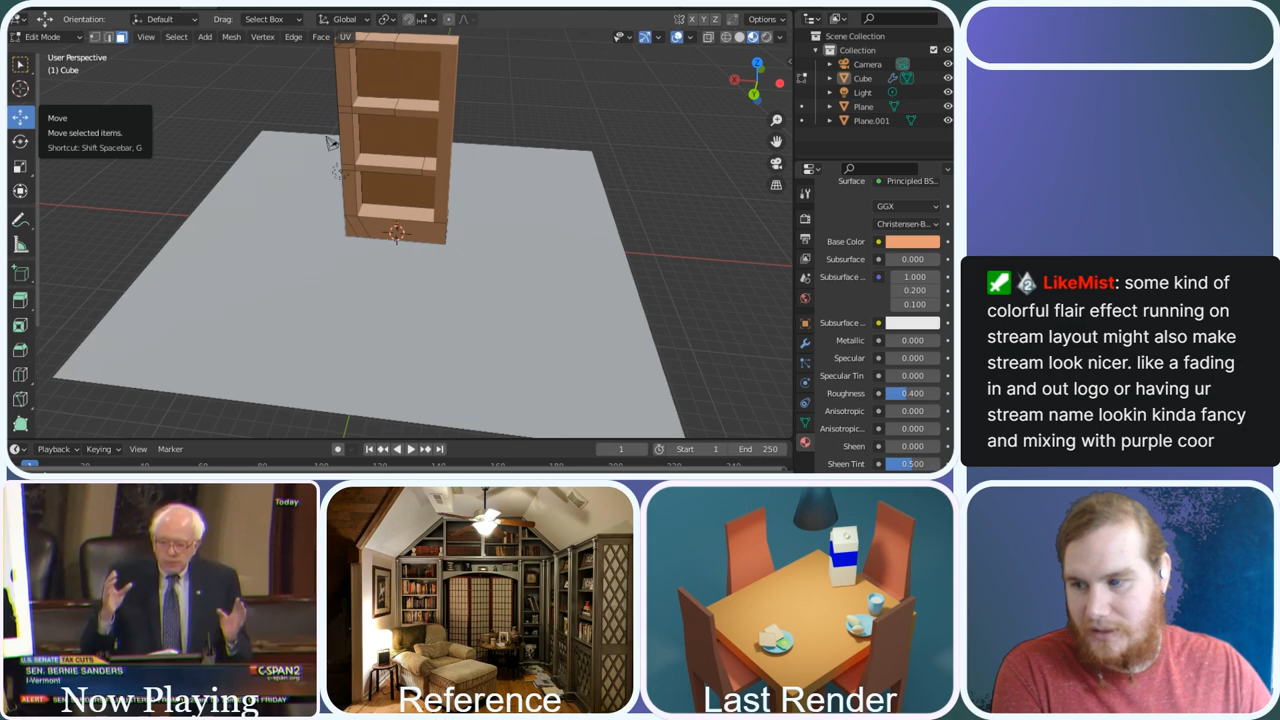 Orientation: Default Drag: Select Box Global X Y Z Options
Edit Mode View Select Add Mesh Vertex Edge Face UV
User Perspective
(1) Cube
Move
Move selected items.
Shortcut: Shift Spacebar, G
Z
X
Y
Scene Collection
Collection
Camera
Cube
Light
Plane
Plane.001
Surface Principled BS...
GGX
Christensen-B...
Base Color
Subsurface 0.000
Subsurface ... 1.000
0.200
0.100
Subsurface ...
Metallic 0.000
Specular 0.000
Specular Tin 0.000
Roughness 0.400
Anisotropic 0.000
Anisotropic... 0.000
Sheen 0.000
Sheen Tint 0.500
Playback Keying View Marker 1 Start 1 End 250
LikeMist: some kind of
colorful flair effect running on
stream layout might also make
stream look nicer. like a fading
in and out logo or having ur
stream name lookin kinda fancy
and mixing with purple coor
Today
U.S. SENATE TAX CUTS
SEN. BERNIE SANDERS
I-Vermont
C-SPAN2
c-span.org
ALERT
Now Playing
Reference
Last Render